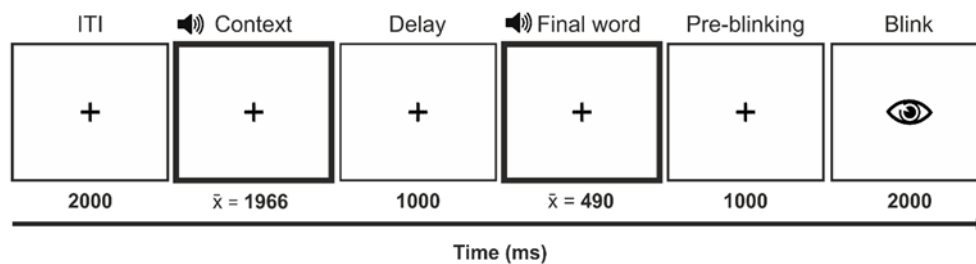 ITI Context Delay Final word Pre-blinking Blink
2000 x̄ = 1966 1000 x̄ = 490 1000 2000
Time (ms)